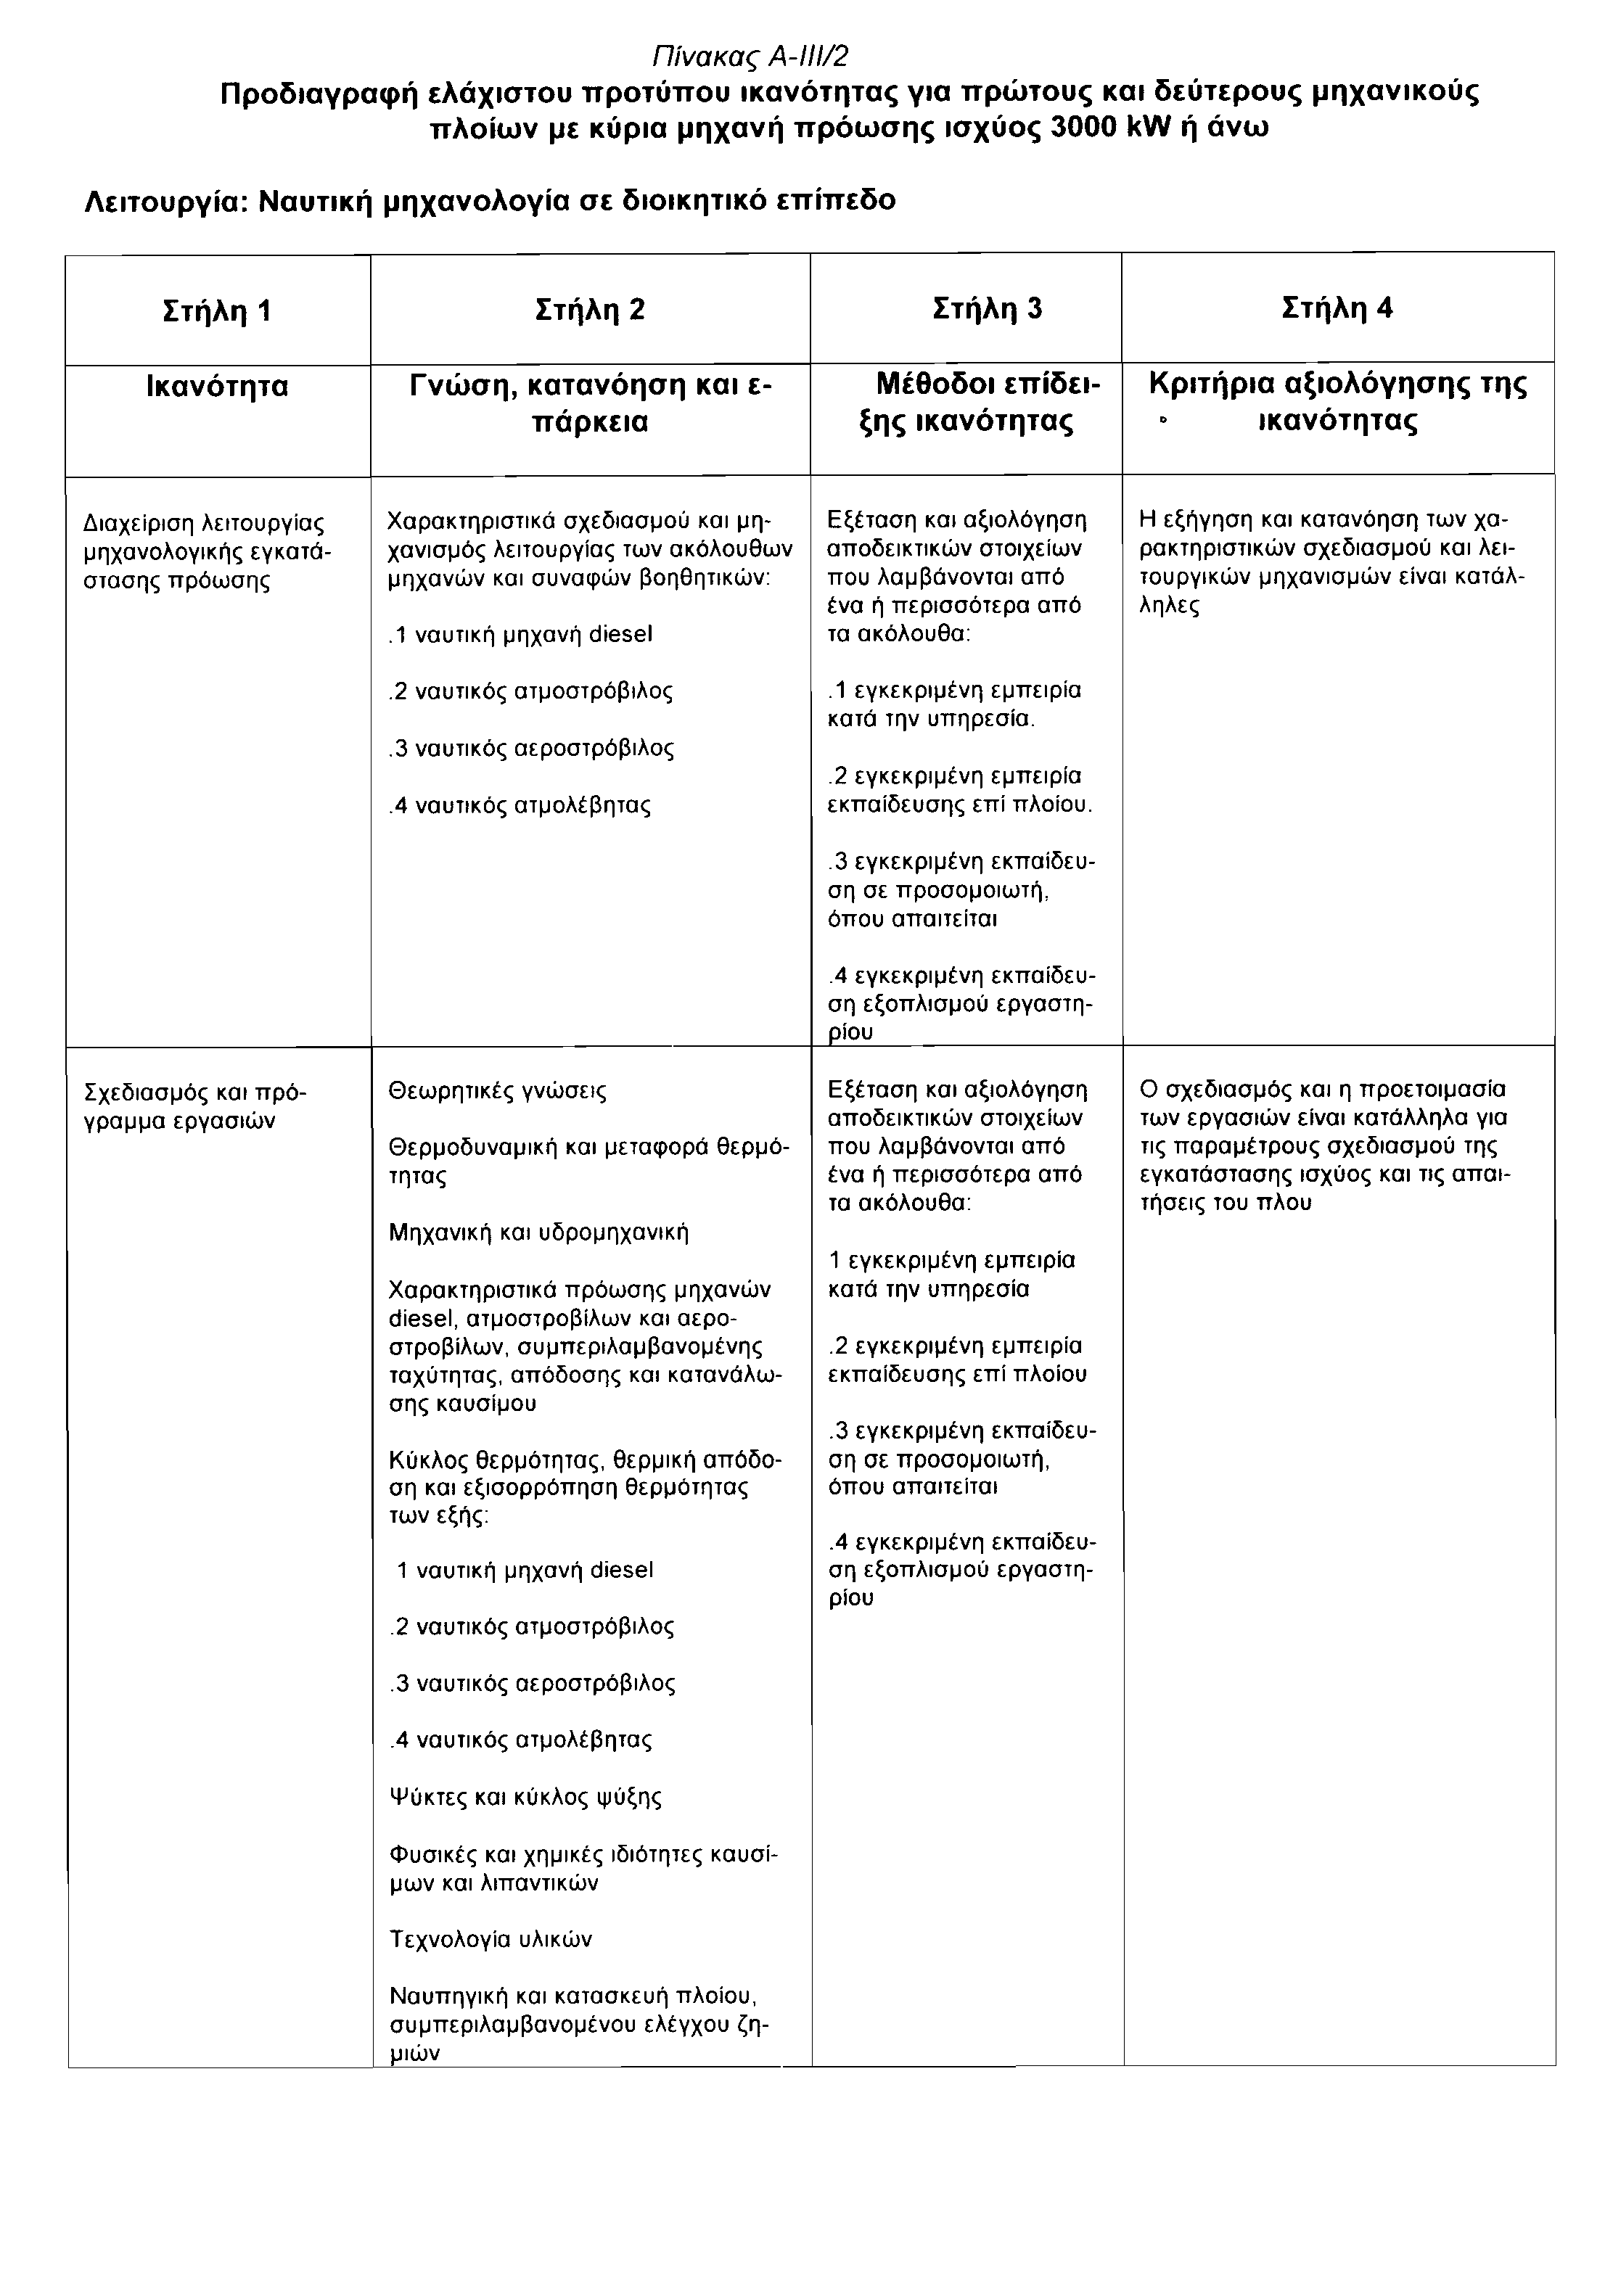 Πίνακας Α-ΙΙΙ/2
Προδιαγραφή ελάχιστου προτύπου ικανότητας για πρώτους και δεύτερους μηχανικούς
πλοίων με κύρια μηχανή πρόωσης ισχύος 3000 kW ή άνω
Λειτουργία: Ναυτική μηχανολογία σε διοικητικό επίπεδο
Στήλη 1
Στήλη 2
Στήλη 3
Στήλη 4
Ικανότητα
Γνώση, κατανόηση και ε-
πάρκεια
Μέθοδοι επίδει-
ξης ικανότητας
Κριτήρια αξιολόγησης της
ικανότητας
Διαχείριση λειτουργίας
μηχανολογικής εγκατά-
στασης πρόωσης
Χαρακτηριστικά σχεδιασμού και μη-
χανισμός λειτουργίας των ακόλουθων
μηχανών και συναφών βοηθητικών:
.1 ναυτική μηχανή diesel
.2 ναυτικός ατμοστρόβιλος
.3 ναυτικός αεροστρόβιλος
.4 ναυτικός ατμολέβητας
Εξέταση και αξιολόγηση
αποδεικτικών στοιχείων
που λαμβάνονται από
ένα ή περισσότερα από
τα ακόλουθα:
.1 εγκεκριμένη εμπειρία
κατά την υπηρεσία.
.2 εγκεκριμένη εμπειρία
εκπαίδευσης επί πλοίου.
.3 εγκεκριμένη εκπαίδευ-
ση σε προσομοιωτή,
όπου απαιτείται
.4 εγκεκριμένη εκπαίδευ-
ση εξοπλισμού εργαστη-
ρίου
Η εξήγηση και κατανόηση των χα-
ρακτηριστικών σχεδιασμού και λει-
τουργικών μηχανισμών είναι κατάλ-
ληλες
Σχεδιασμός και πρό-
γραμμα εργασιών
Θεωρητικές γνώσεις
Θερμοδυναμική και μεταφορά θερμό-
τητας
Μηχανική και υδρομηχανική
Χαρακτηριστικά πρόωσης μηχανών
diesel, ατμοστροβίλων και αερο-
στροβίλων, συμπεριλαμβανομένης
ταχύτητας, απόδοσης και κατανάλω-
σης καυσίμου
Κύκλος θερμότητας, θερμική απόδο-
ση και εξισορρόπηση θερμότητας
των εξής:
1 ναυτική μηχανή diesel
.2 ναυτικός ατμοστρόβιλος
.3 ναυτικός αεροστρόβιλος
.4 ναυτικός ατμολέβητας
Ψύκτες και κύκλος ψύξης
Φυσικές και χημικές ιδιότητες καυσί-
μων και λιπαντικών
Τεχνολογία υλικών
Ναυπηγική και κατασκευή πλοίου,
συμπεριλαμβανομένου ελέγχου ζη-
μιών
Εξέταση και αξιολόγηση
αποδεικτικών στοιχείων
που λαμβάνονται από
ένα ή περισσότερα από
τα ακόλουθα:
1 εγκεκριμένη εμπειρία
κατά την υπηρεσία
.2 εγκεκριμένη εμπειρία
εκπαίδευσης επί πλοίου
.3 εγκεκριμένη εκπαίδευ-
ση σε προσομοιωτή,
όπου απαιτείται
.4 εγκεκριμένη εκπαίδευ-
ση εξοπλισμού εργαστη-
ρίου
Ο σχεδιασμός και η προετοιμασία
των εργασιών είναι κατάλληλα για
τις παραμέτρους σχεδιασμού της
εγκατάστασης ισχύος και τις απαι-
τήσεις του πλου